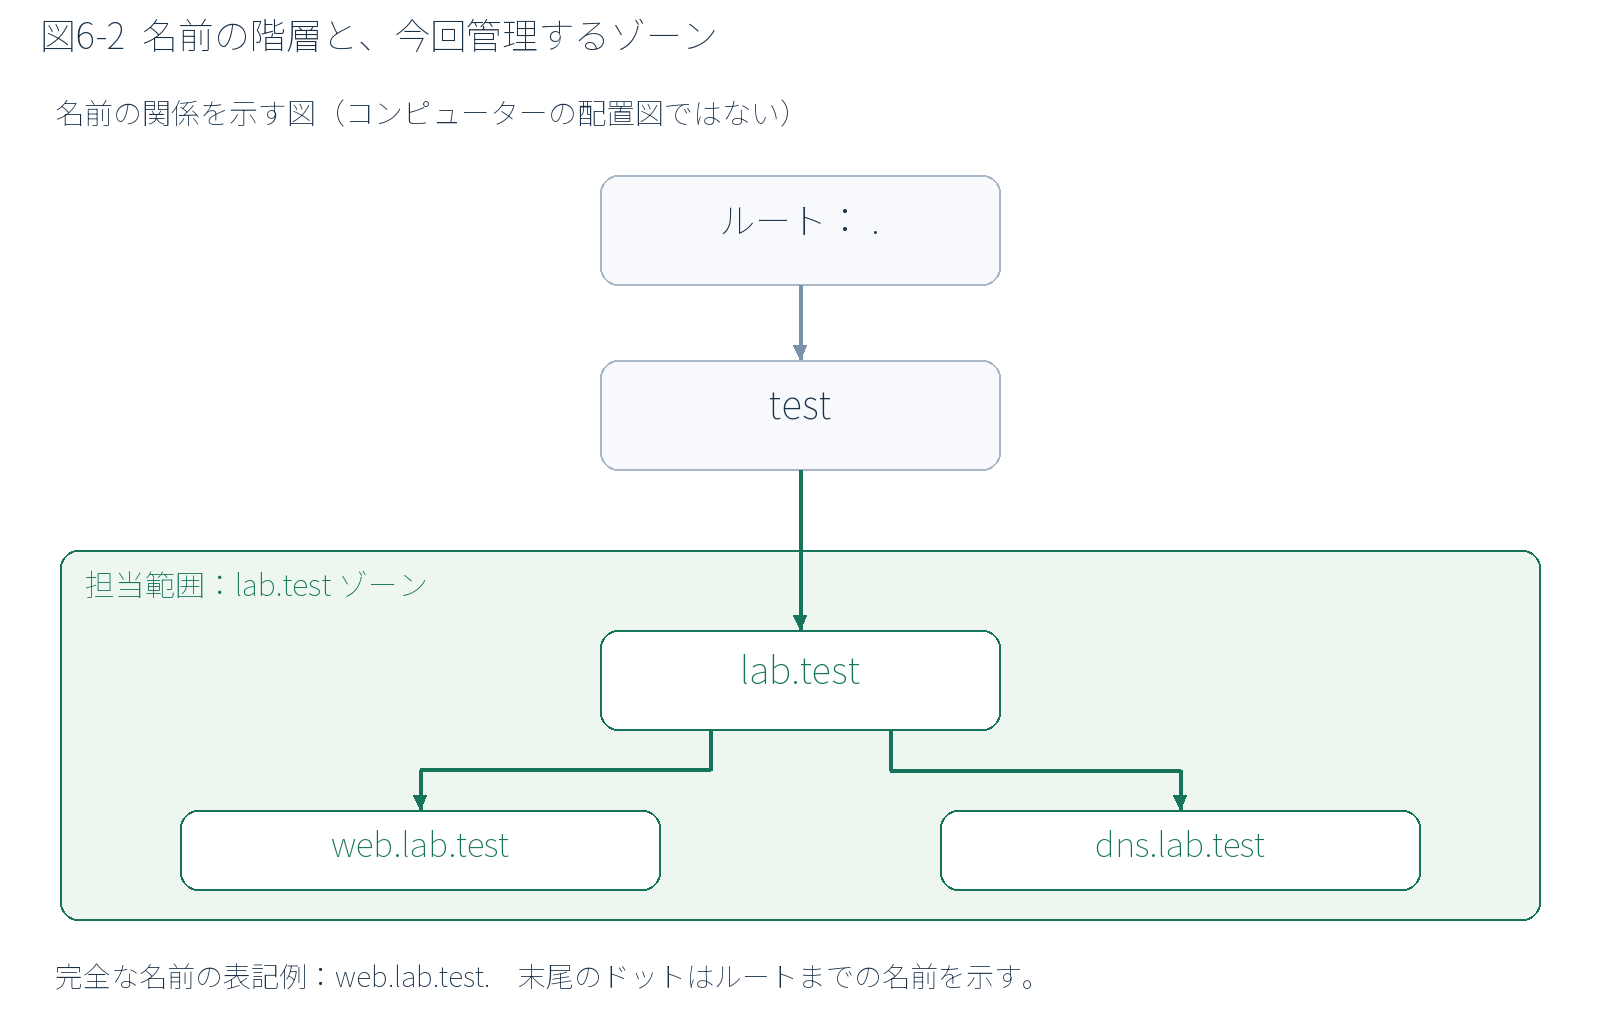 図6-2 名前の階層と、今回管理するゾーン
名前の関係を示す図（コンピューターの配置図ではない）
ルート： .
test
担当範囲：lab.test ゾーン
lab.test
web.lab.test
dns.lab.test
完全な名前の表記例：web.lab.test.　末尾のドットはルートまでの名前を示す。